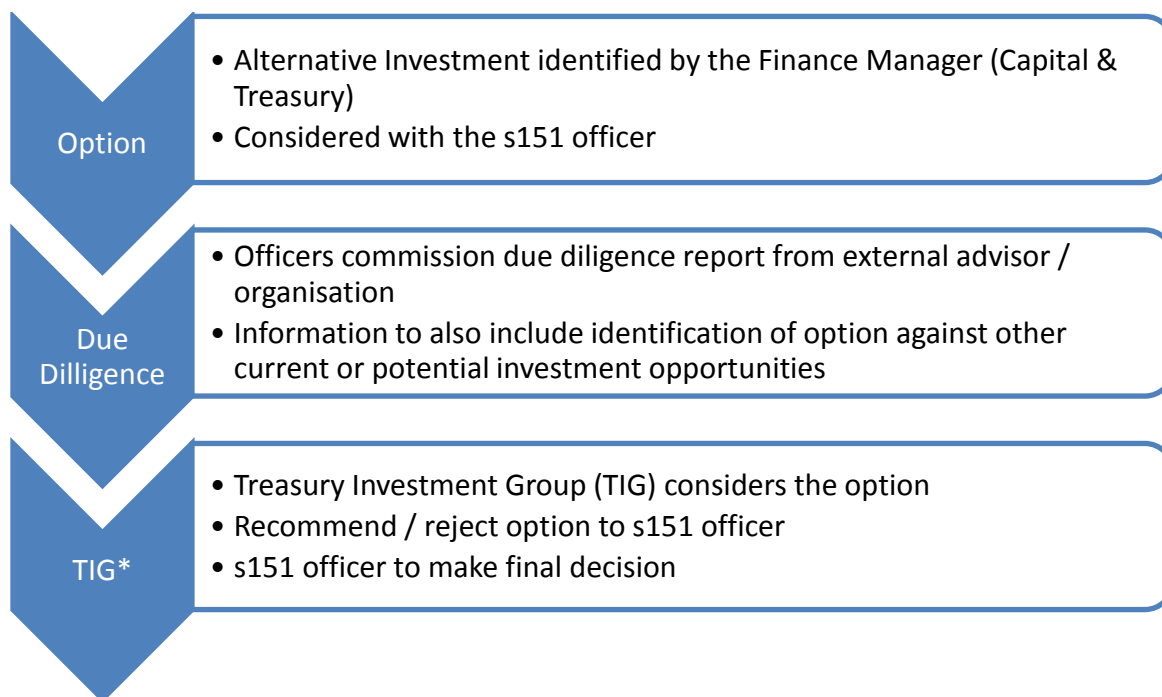 Option
• Alternative Investment identified by the Finance Manager (Capital &
Treasury)
• Considered with the s151 officer
Due
Dilligence
• Officers commission due diligence report from external advisor /
organisation
• Information to also include identification of option against other
current or potential investment opportunities
TIG*
• Treasury Investment Group (TIG) considers the option
• Recommend / reject option to s151 officer
• s151 officer to make final decision